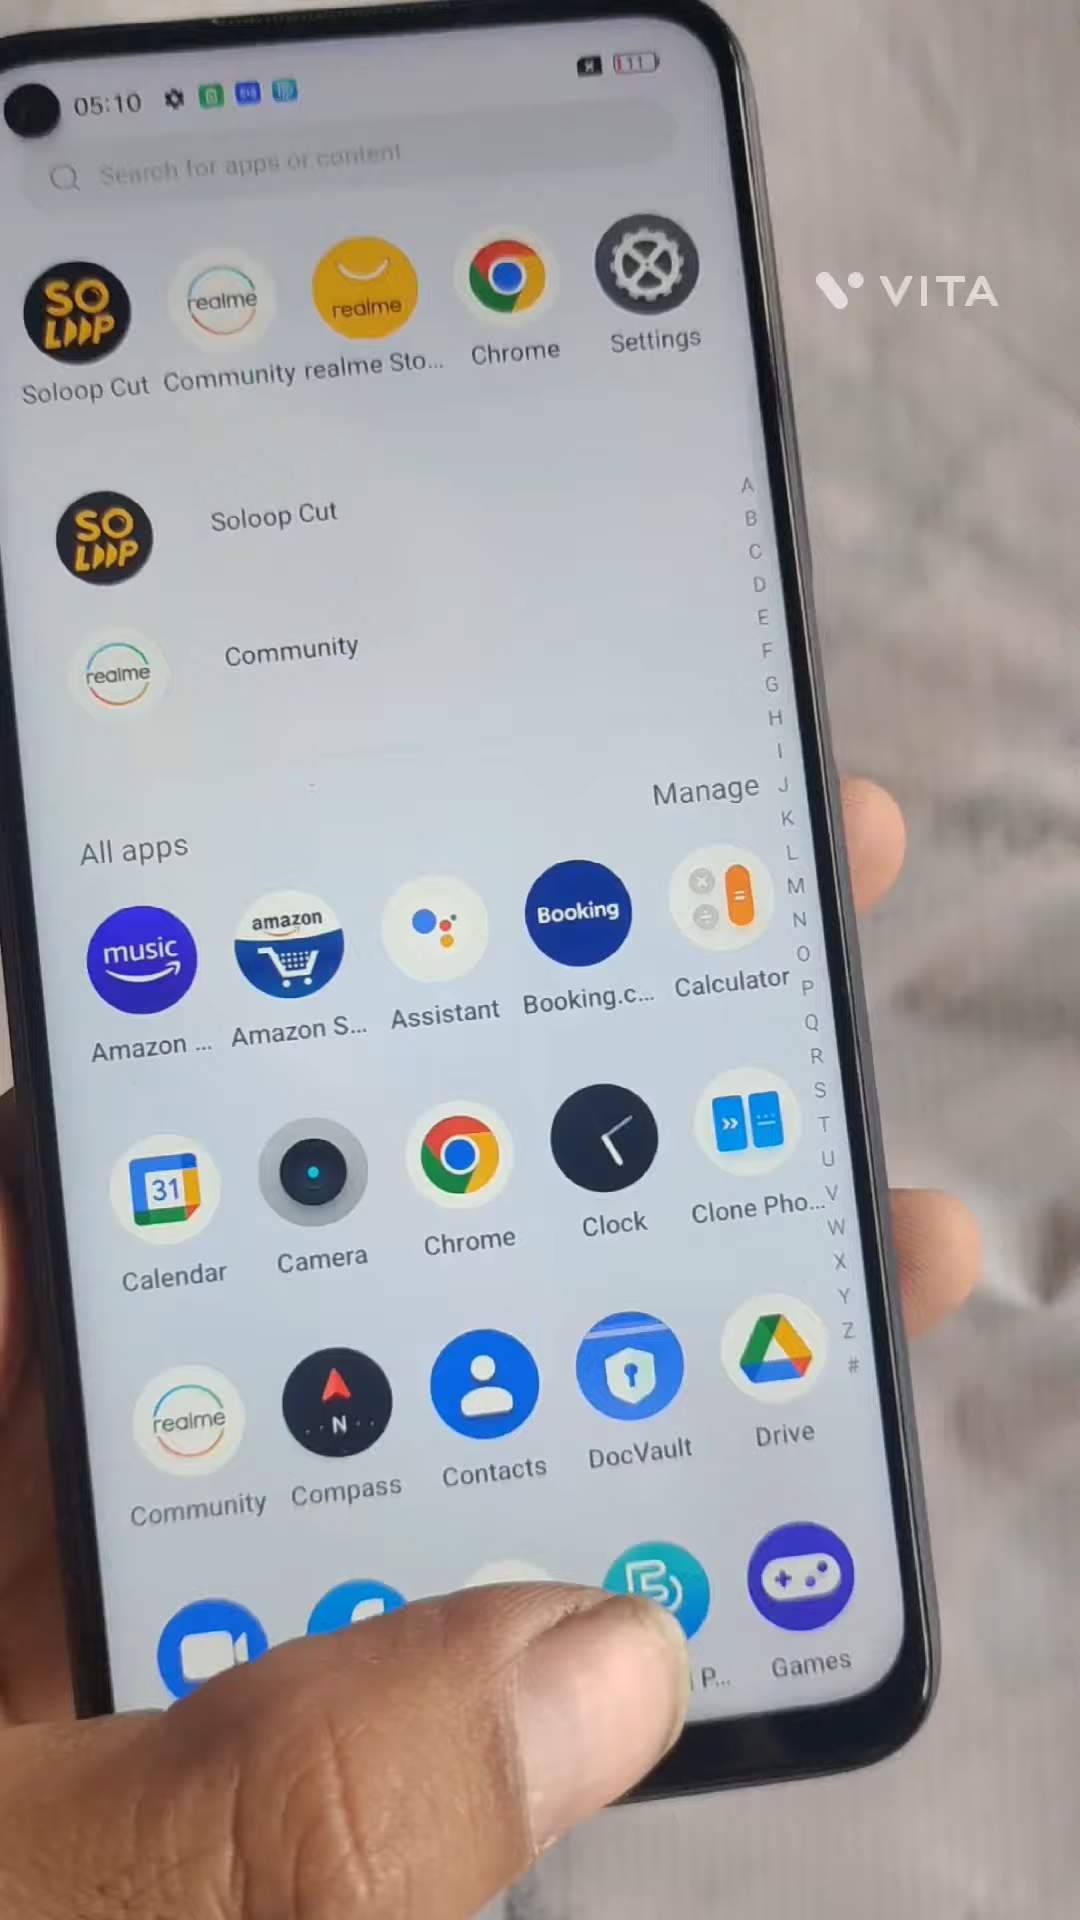 05:10
11
Search for apps or content
VITA
SO
LOOP
realme
realme
Soloop Cut
Community
realme Sto...
Chrome
Settings
SO
LOOP
Soloop Cut
realme
Community
A
B
C
D
E
F
G
H
I
J
K
L
M
N
O
P
Q
R
S
T
U
V
W
X
Y
Z
#
Manage
All apps
music
amazon
Booking
Amazon ...
Amazon S...
Assistant
Booking.c...
Calculator
31
Calendar
Camera
Chrome
Clock
Clone Pho...
realme
N
Community
Compass
Contacts
DocVault
Drive
P...
Games